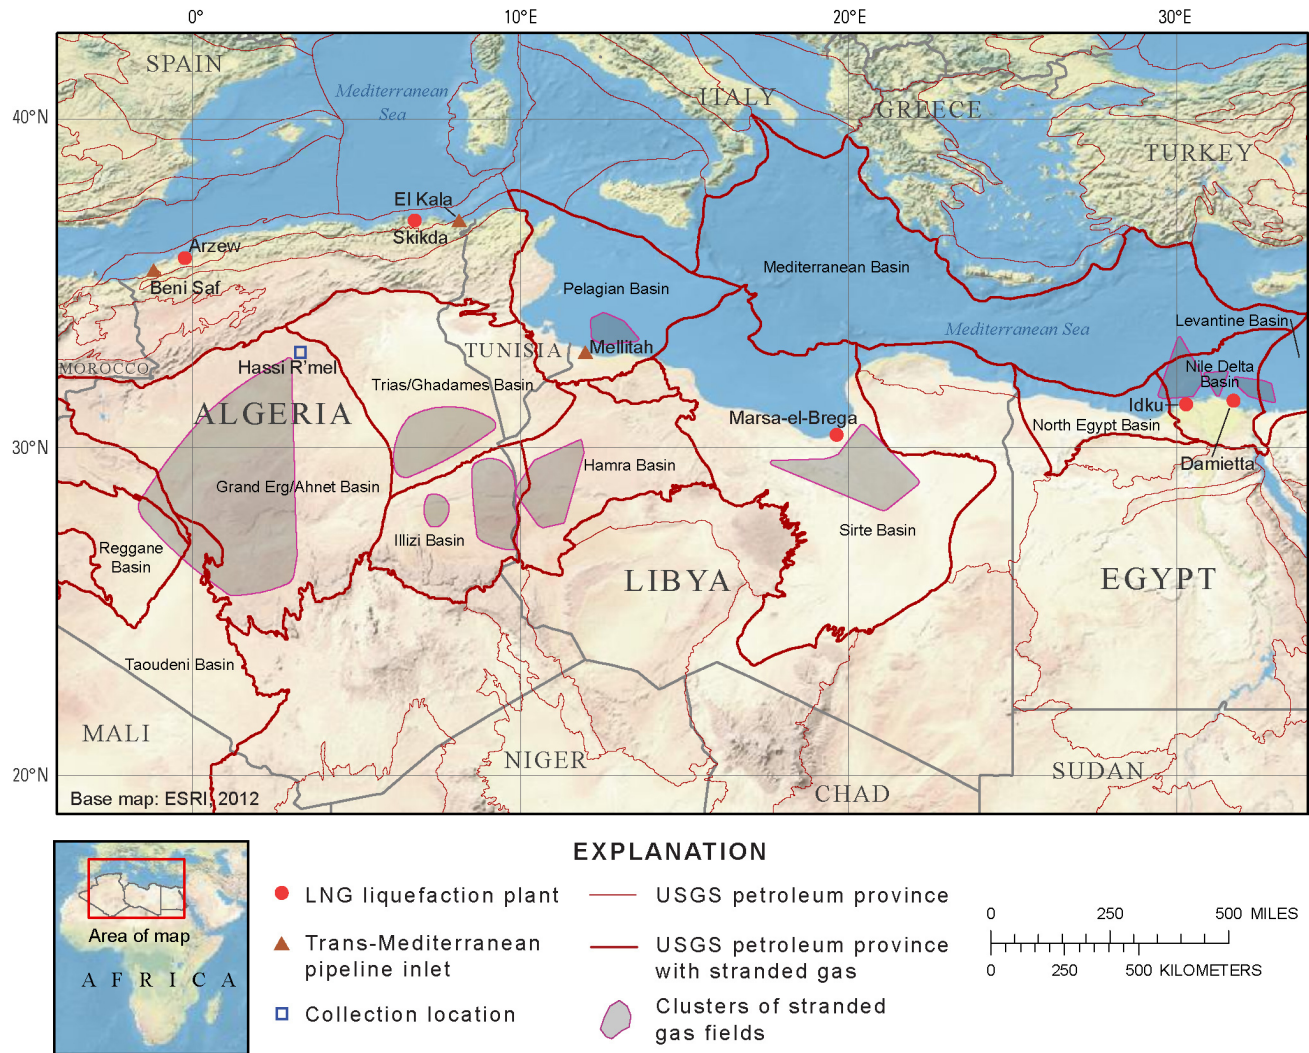 0°
10°E
20°E
30°E
40°N
30°N
20°N
SPAIN
Mediterranean
Sea
ITALY
GREECE
TURKEY
El Kala
Skikda
Arzew
Beni Saf
Mediterranean Basin
Pelagian Basin
Mediterranean Sea
Levantine Basin
MOROCCO
Hassi R’mel
TUNISIA
Mellitah
Nile Delta
Basin
Trias/Ghadames Basin
ALGERIA
Marsa-el-Brega
Idku
North Egypt Basin
Damietta
Hamra Basin
Grand Erg/Ahnet Basin
Illizi Basin
Sirte Basin
Reggane
Basin
LIBYA
EGYPT
Taoudeni Basin
MALI
NIGER
CHAD
SUDAN
Base map: ESRI, 2012
Area of map
A F R I C A
EXPLANATION
LNG liquefaction plant
Trans-Mediterranean
pipeline inlet
Collection location
USGS petroleum province
USGS petroleum province
with stranded gas
Clusters of stranded
gas fields
0 250 500 MILES
0 250 500 KILOMETERS